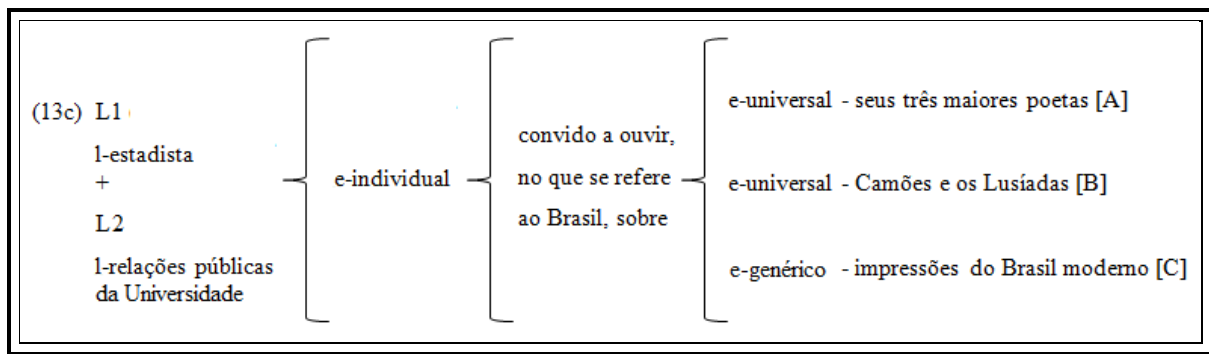 (13c) L1
l-estadista
+
L2
l-relações públicas
da Universidade
e-individual
convido a ouvir,
no que se refere
ao Brasil, sobre
e-universal - seus três maiores poetas [A]
e-universal - Camões e os Lusíadas [B]
e-genérico - impressões do Brasil moderno [C]